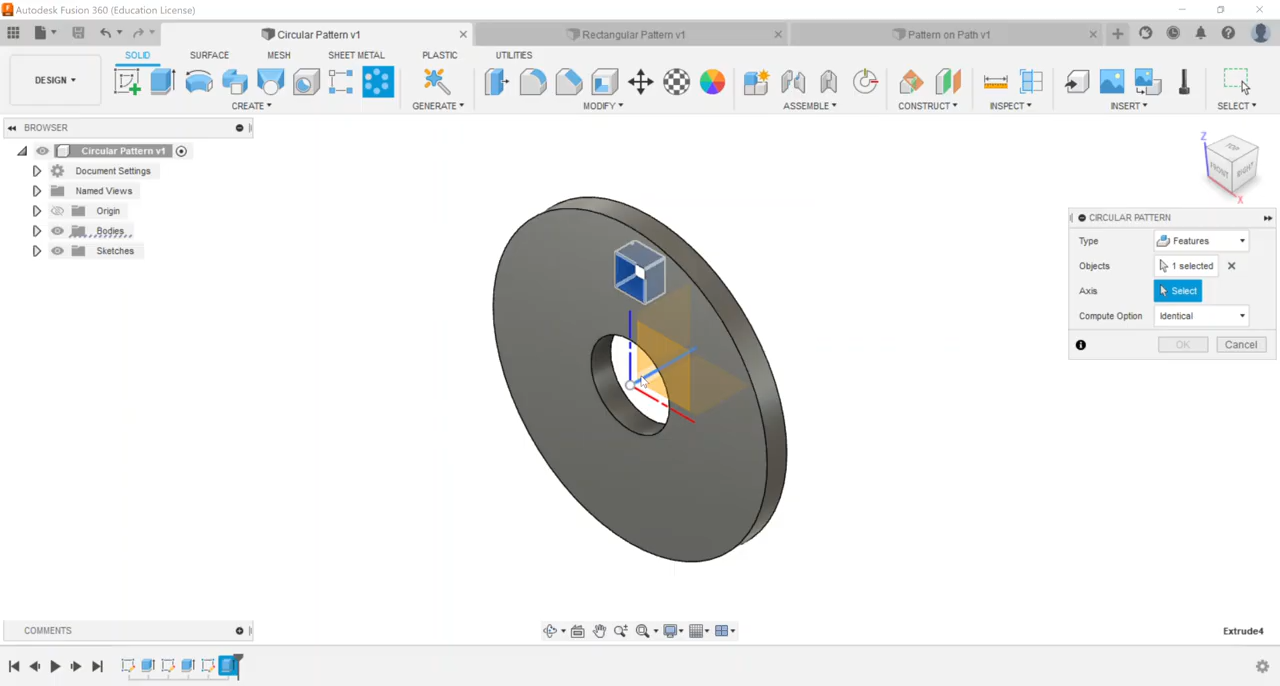 Autodesk Fusion 360 (Education License)
Circular Pattern v1
Rectangular Pattern v1
Pattern on Path v1
DESIGN
SOLID
SURFACE
MESH
SHEET METAL
PLASTIC
UTILITIES
CREATE
GENERATE
MODIFY
ASSEMBLE
CONSTRUCT
INSPECT
INSERT
SELECT
BROWSER
Circular Pattern v1
Document Settings
Named Views
Origin
Bodies
Sketches
Z
TOP
FRONT
RIGHT
X
CIRCULAR PATTERN
Type Features
Objects 1 selected
Axis Select
Compute Option Identical
OK Cancel
COMMENTS
Extrude4